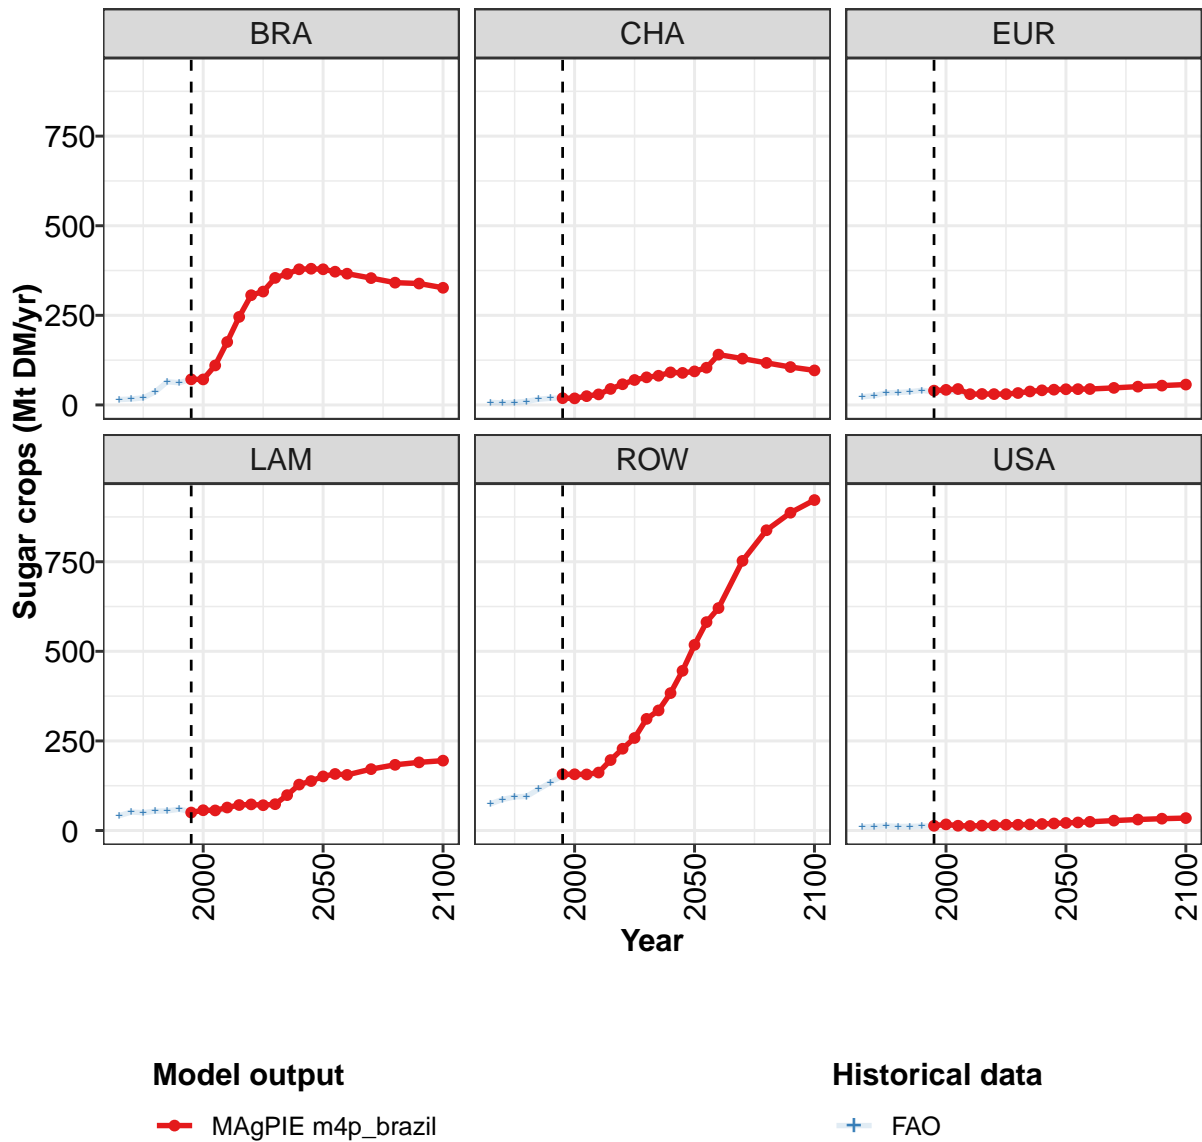 BRA CHA EUR
750
500
250
0
LAM ROW USA
750
500
250
0
Sugar crops (Mt DM/yr)
2000 2050 2100 2000 2050 2100 2000 2050 2100
Year
Model output Historical data
MAgPIE m4p_brazil FAO